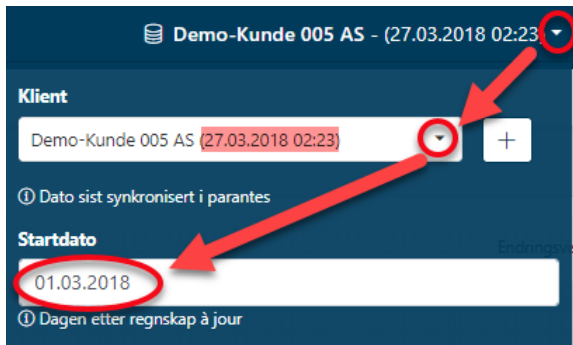 Demo-Kunde 005 AS - (27.03.2018 02:23)
Klient
Demo-Kunde 005 AS (27.03.2018 02:23)
+
ⓘ Dato sist synkronisert i parantes
Startdato
Endringsve
01.03.2018
ⓘ Dagen etter regnskap à jour